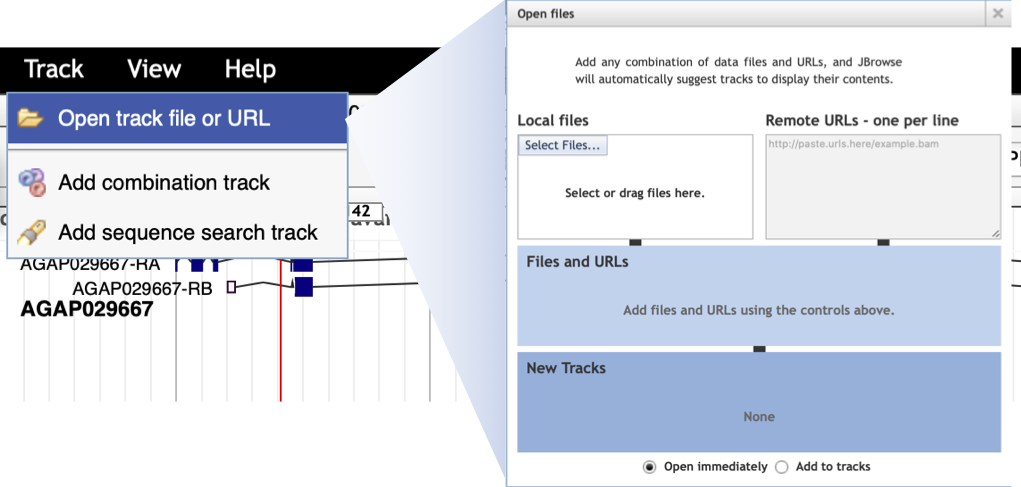 Track View Help
Open track file or URL
Add combination track
Add sequence search track
42
AGAP029667-RA
AGAP029667-RB
AGAP029667
Open files
Add any combination of data files and URLs, and JBrowse
will automatically suggest tracks to display their contents.
Local files
Select Files...
Select or drag files here.
Remote URLs - one per line
http://paste.urls.here/example.bam
Files and URLs
Add files and URLs using the controls above.
New Tracks
None
Open immediately Add to tracks